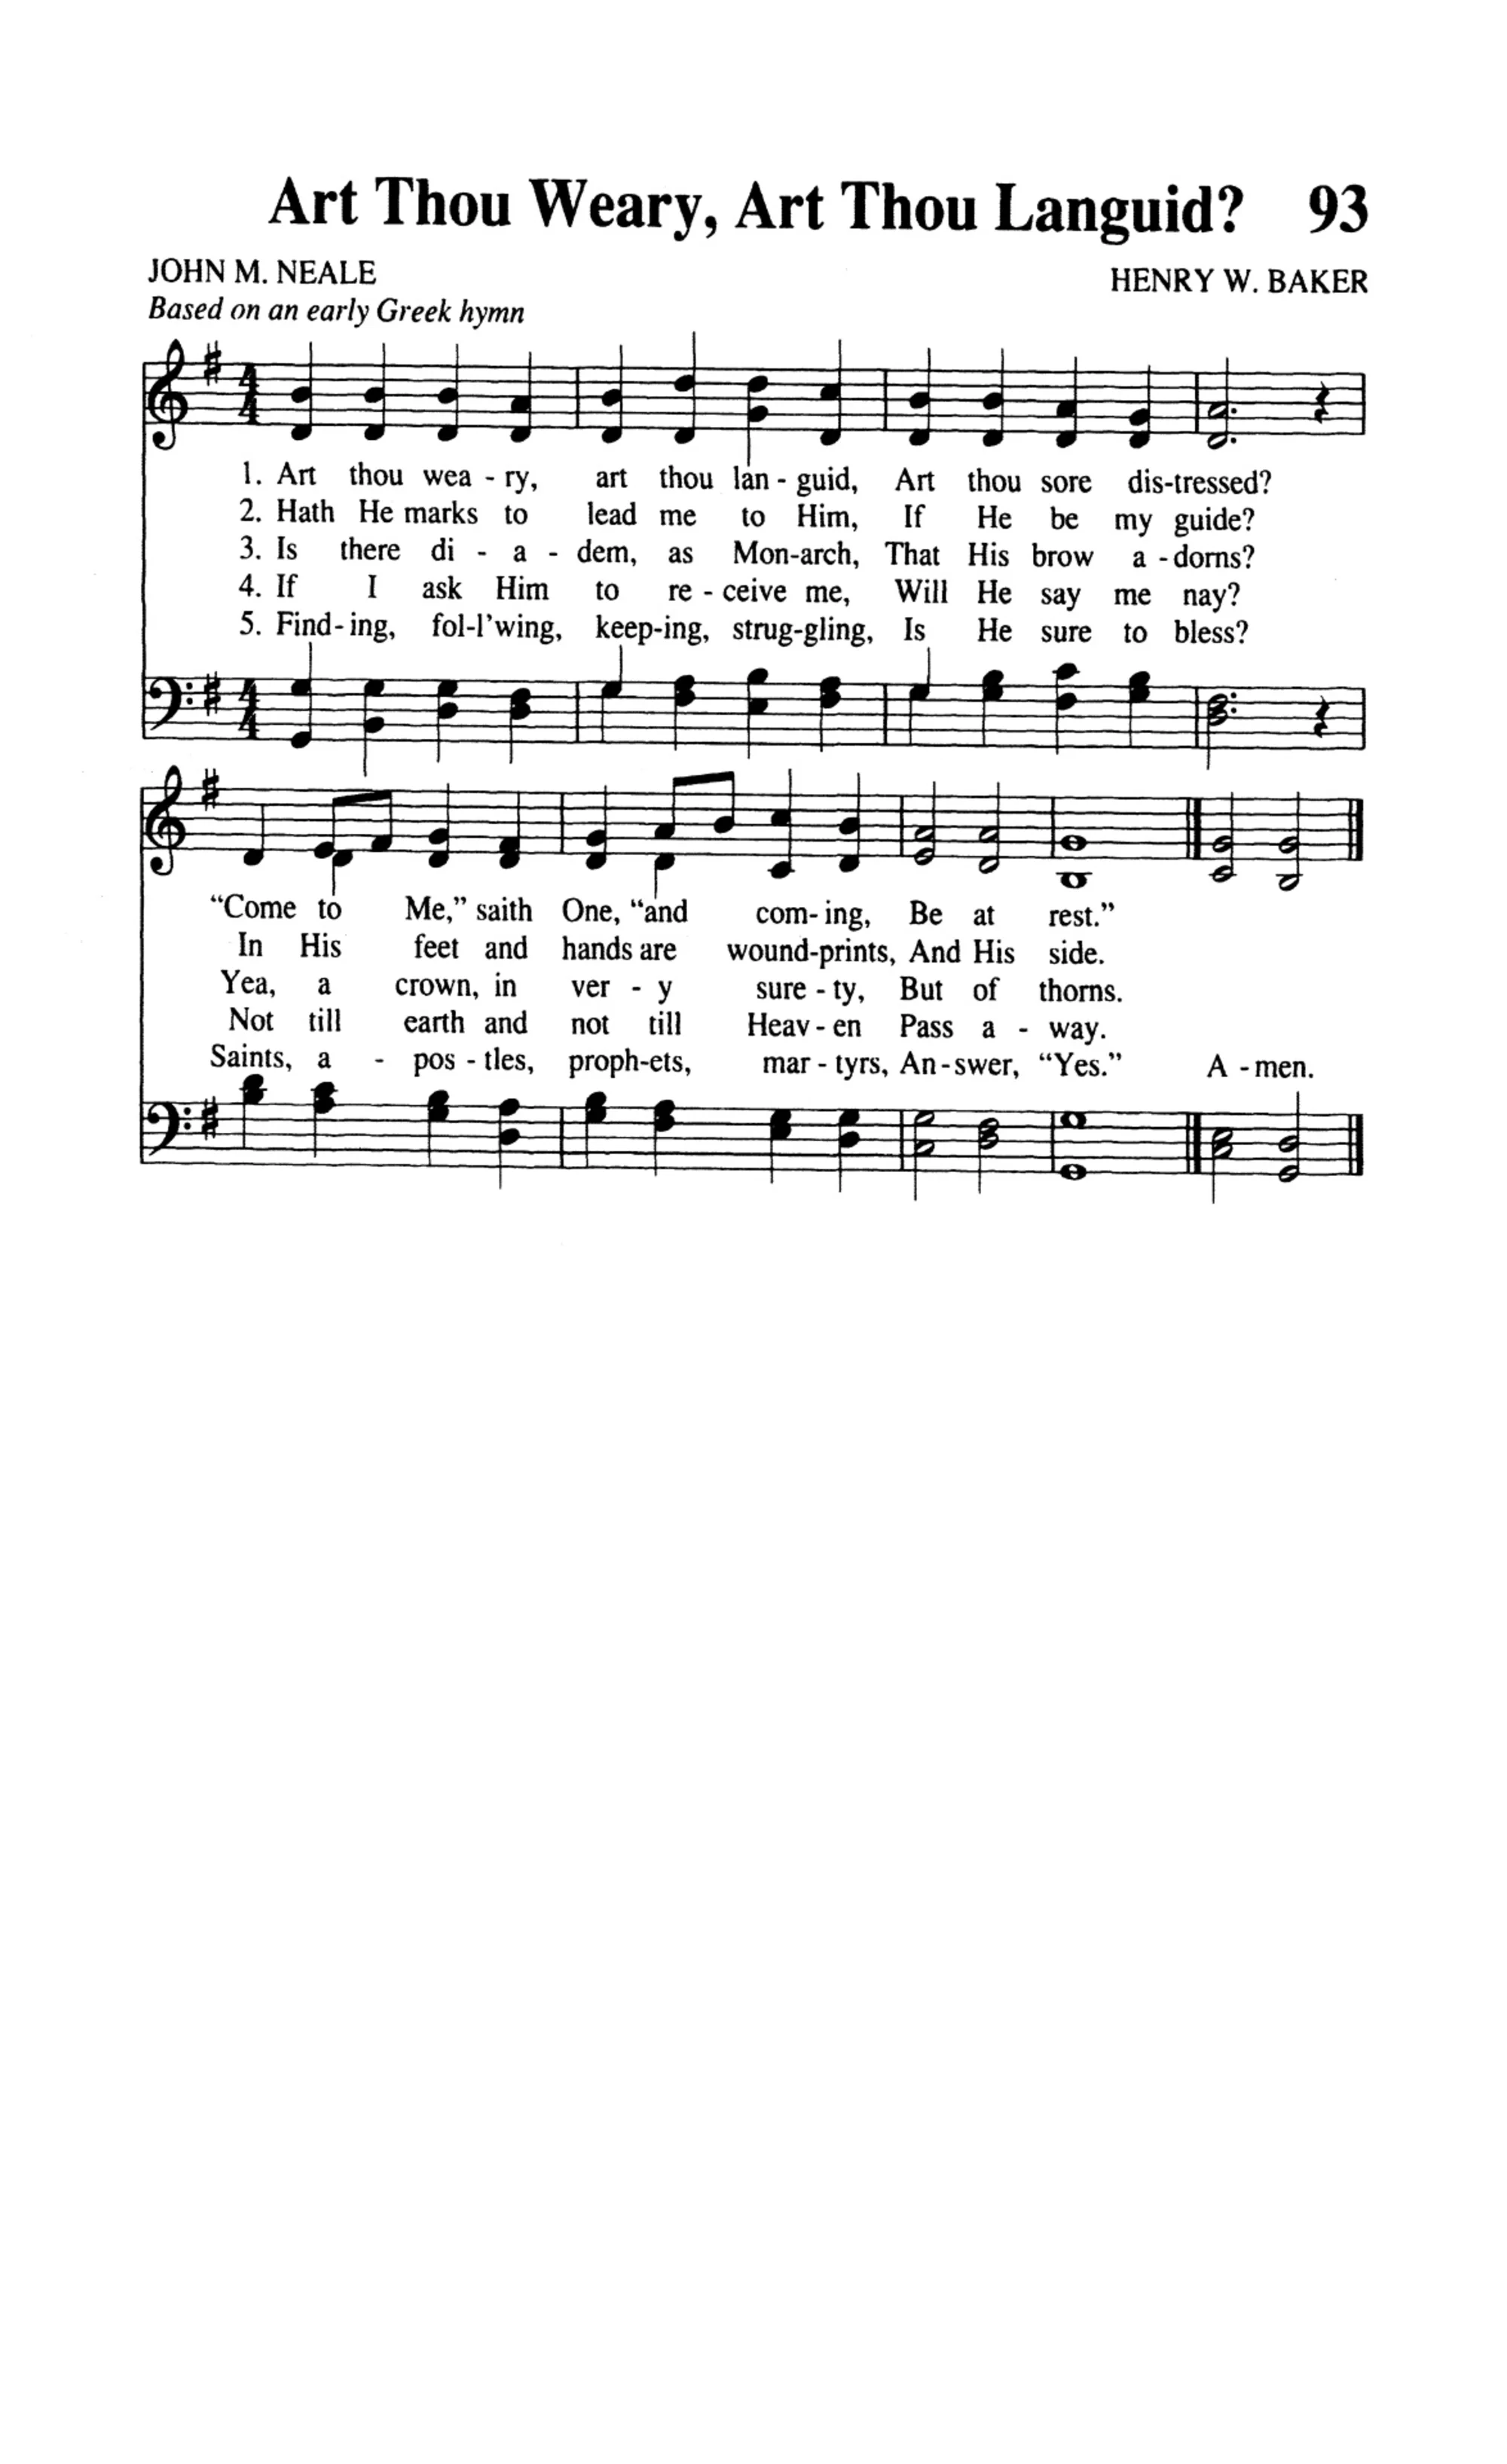 Art Thou Weary, Art Thou Languid? 93
JOHN M. NEALE
HENRY W. BAKER
Based on an early Greek hymn
4
4
1. Art thou wea - ry, art thou lan - guid, Art thou sore dis-tressed?
2. Hath He marks to lead me to Him, If He be my guide?
3. Is there di - a - dem, as Mon-arch, That His brow a - dorns?
4. If I ask Him to re - ceive me, Will He say me nay?
5. Find-ing, fol-l'wing, keep-ing, strug-gling, Is He sure to bless?
4
4
“Come to Me,” saith One, “and com- ing, Be at rest.”
In His feet and hands are wound-prints, And His side.
Yea, a crown, in ver - y sure - ty, But of thorns.
Not till earth and not till Heav - en Pass a - way.
Saints, a - pos - tles, proph-ets, mar - tyrs, An-swer, “Yes.” A -men.